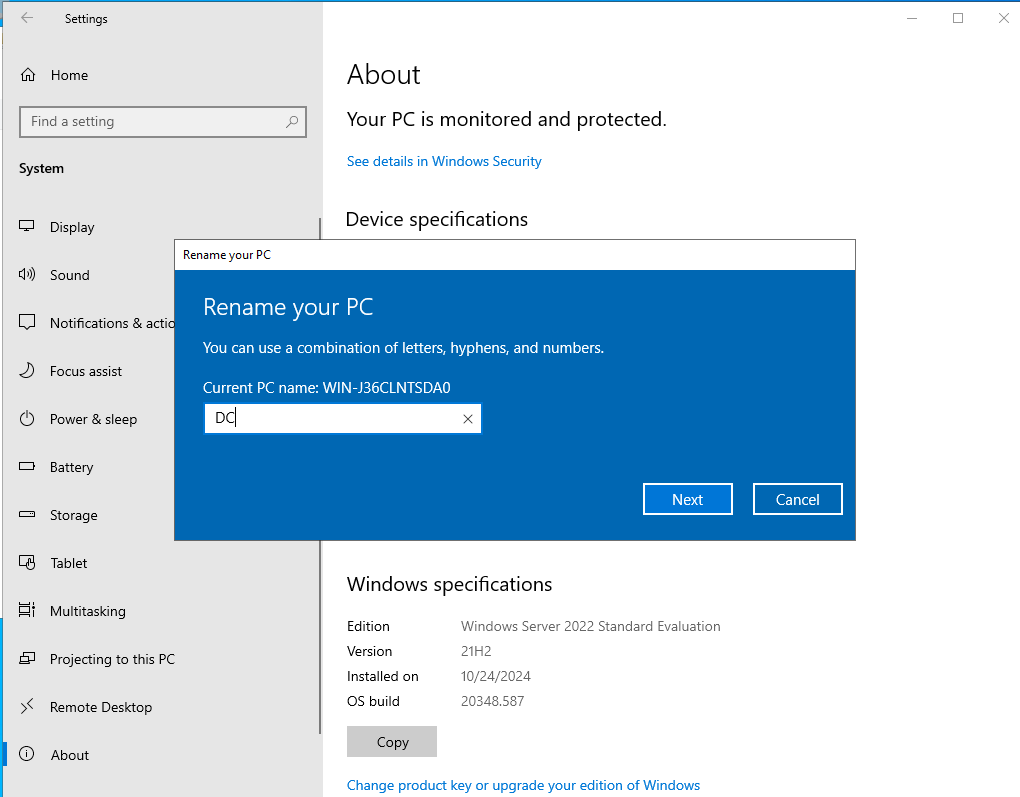 Settings
Home
Find a setting
System
Display
Sound
Notifications & actio
Focus assist
Power & sleep
Battery
Storage
Tablet
Multitasking
Projecting to this PC
Remote Desktop
About
About
Your PC is monitored and protected.
See details in Windows Security
Device specifications
Rename your PC
Rename your PC
You can use a combination of letters, hyphens, and numbers.
Current PC name: WIN-J36CLNTSDA0
DC
Next
Cancel
Windows specifications
Edition Windows Server 2022 Standard Evaluation
Version 21H2
Installed on 10/24/2024
OS build 20348.587
Copy
Change product key or upgrade your edition of Windows